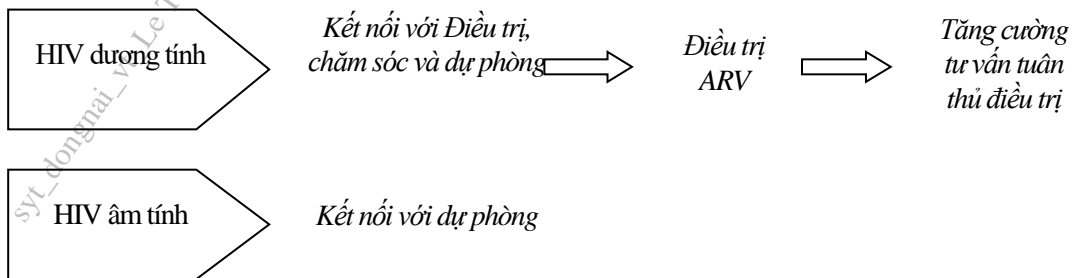 HIV dương tính
Kết nối với Điều trị,
chăm sóc và dự phòng
Điều trị
ARV
Tăng cường
tư vấn tuân
thủ điều trị
HIV âm tính
Kết nối với dự phòng
syt_dongnai_vt_Le T